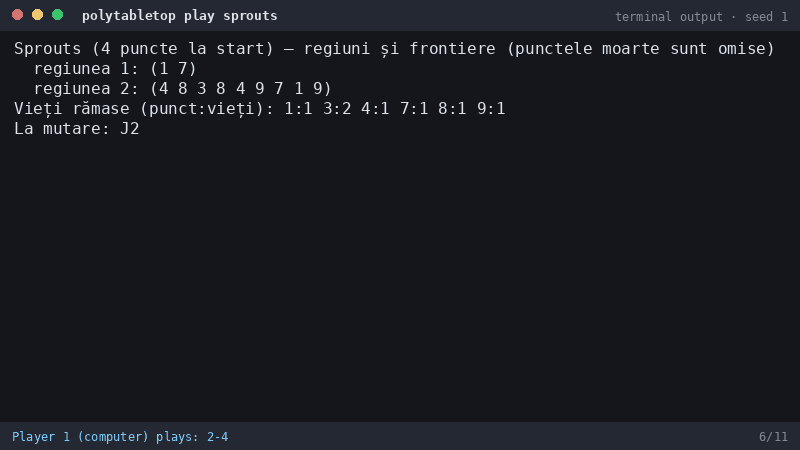 polytabletop play sprouts
terminal output · seed 1
Sprouts (4 puncte la start) — regiuni și frontiere (punctele moarte sunt omise)
regiunea 1: (1 7)
regiunea 2: (4 8 3 8 4 9 7 1 9)
Vieți rămase (punct:vieți): 1:1 3:2 4:1 7:1 8:1 9:1
La mutare: J2
Player 1 (computer) plays: 2-4
6/11